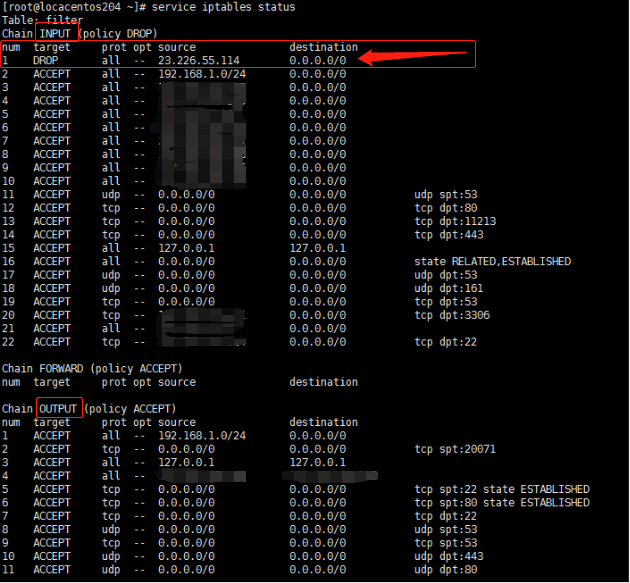 [root@locacentos204 ~]# service iptables status
Table: filter
Chain INPUT (policy DROP)
num target prot opt source destination
1 DROP all -- 23.226.55.114 0.0.0.0/0
2 ACCEPT all -- 192.168.1.0/24 0.0.0.0/0
3 ACCEPT all -- 0.0.0.0/0
4 ACCEPT all -- 0.0.0.0/0
5 ACCEPT all -- 0.0.0.0/0
6 ACCEPT all -- 0.0.0.0/0
7 ACCEPT all -- 0.0.0.0/0
8 ACCEPT all -- 0.0.0.0/0
9 ACCEPT all -- 0.0.0.0/0
10 ACCEPT all -- 0.0.0.0/0
11 ACCEPT udp -- 0.0.0.0/0 0.0.0.0/0 udp spt:53
12 ACCEPT tcp -- 0.0.0.0/0 0.0.0.0/0 tcp dpt:80
13 ACCEPT tcp -- 0.0.0.0/0 0.0.0.0/0 tcp dpt:11213
14 ACCEPT tcp -- 0.0.0.0/0 0.0.0.0/0 tcp dpt:443
15 ACCEPT all -- 127.0.0.1 127.0.0.1
16 ACCEPT all -- 0.0.0.0/0 0.0.0.0/0 state RELATED,ESTABLISHED
17 ACCEPT udp -- 0.0.0.0/0 0.0.0.0/0 udp dpt:53
18 ACCEPT udp -- 0.0.0.0/0 0.0.0.0/0 udp dpt:161
19 ACCEPT tcp -- 0.0.0.0/0 0.0.0.0/0 tcp dpt:53
20 ACCEPT tcp -- 0.0.0.0/0 tcp dpt:3306
21 ACCEPT all -- 0.0.0.0/0
22 ACCEPT tcp -- 0.0.0.0/0 tcp dpt:22
Chain FORWARD (policy ACCEPT)
num target prot opt source destination
Chain OUTPUT (policy ACCEPT)
num target prot opt source destination
1 ACCEPT all -- 192.168.1.0/24 0.0.0.0/0
2 ACCEPT tcp -- 0.0.0.0/0 0.0.0.0/0 tcp spt:20071
3 ACCEPT all -- 127.0.0.1 127.0.0.1
4 ACCEPT all --
5 ACCEPT tcp -- 0.0.0.0/0 0.0.0.0/0 tcp spt:22 state ESTABLISHED
6 ACCEPT tcp -- 0.0.0.0/0 0.0.0.0/0 tcp spt:80 state ESTABLISHED
7 ACCEPT tcp -- 0.0.0.0/0 0.0.0.0/0 tcp dpt:22
8 ACCEPT udp -- 0.0.0.0/0 0.0.0.0/0 udp spt:53
9 ACCEPT tcp -- 0.0.0.0/0 0.0.0.0/0 tcp spt:53
10 ACCEPT udp -- 0.0.0.0/0 0.0.0.0/0 udp dpt:443
11 ACCEPT udp -- 0.0.0.0/0 0.0.0.0/0 udp dpt:80